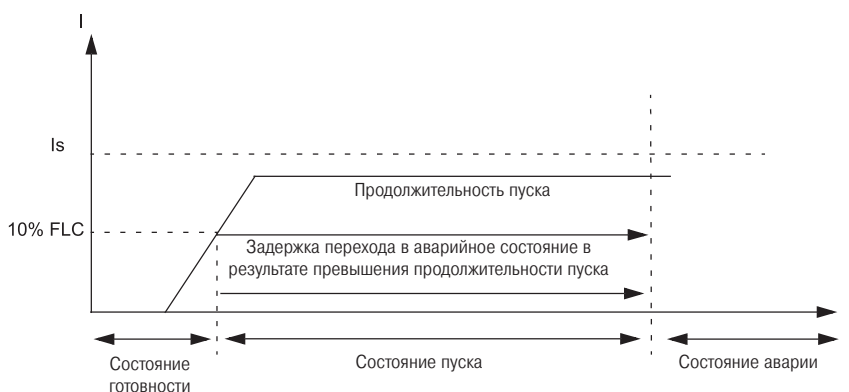 I
Is
Продолжительность пуска
10% FLC
Задержка перехода в аварийное состояние в
результате превышения продолжительности пуска
Состояние
готовности
Состояние пуска
Состояние аварии